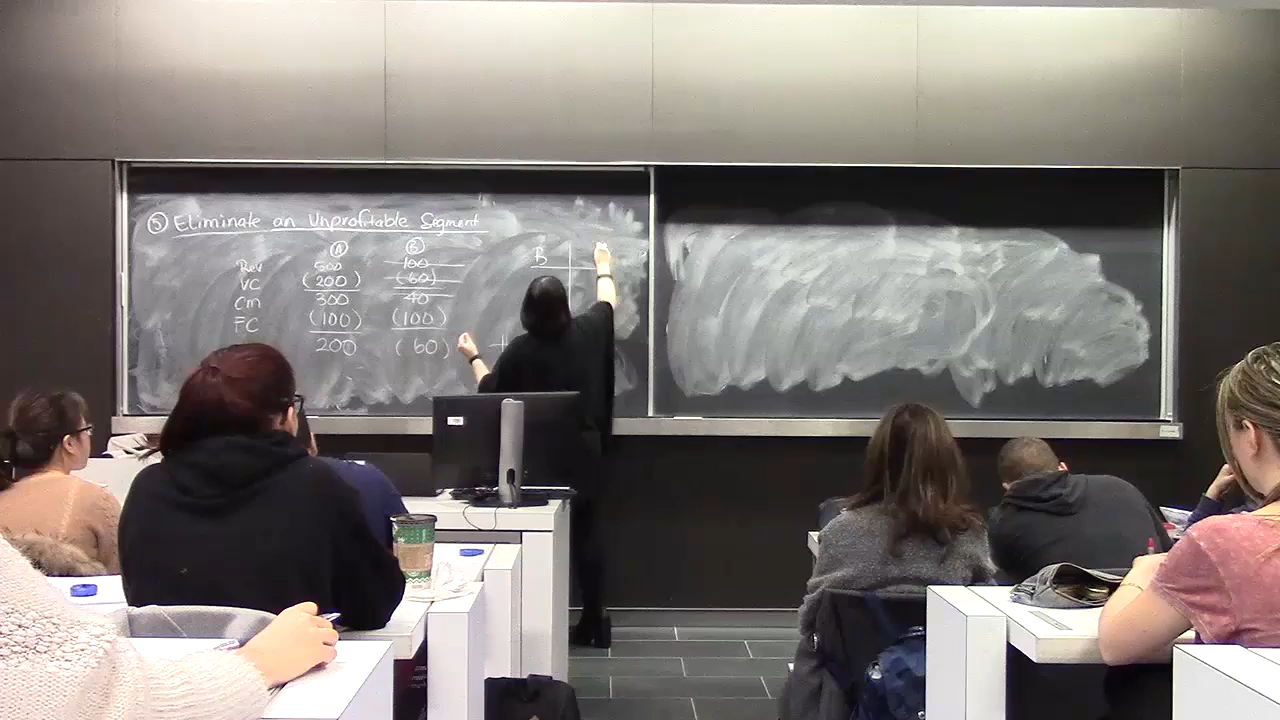 ⑤ Eliminate an Unprofitable Segment
Ⓐ Ⓑ
Rev 500 100
VC (200) (60)
CM 300 40
FC (100) (100)
200 (60)
B